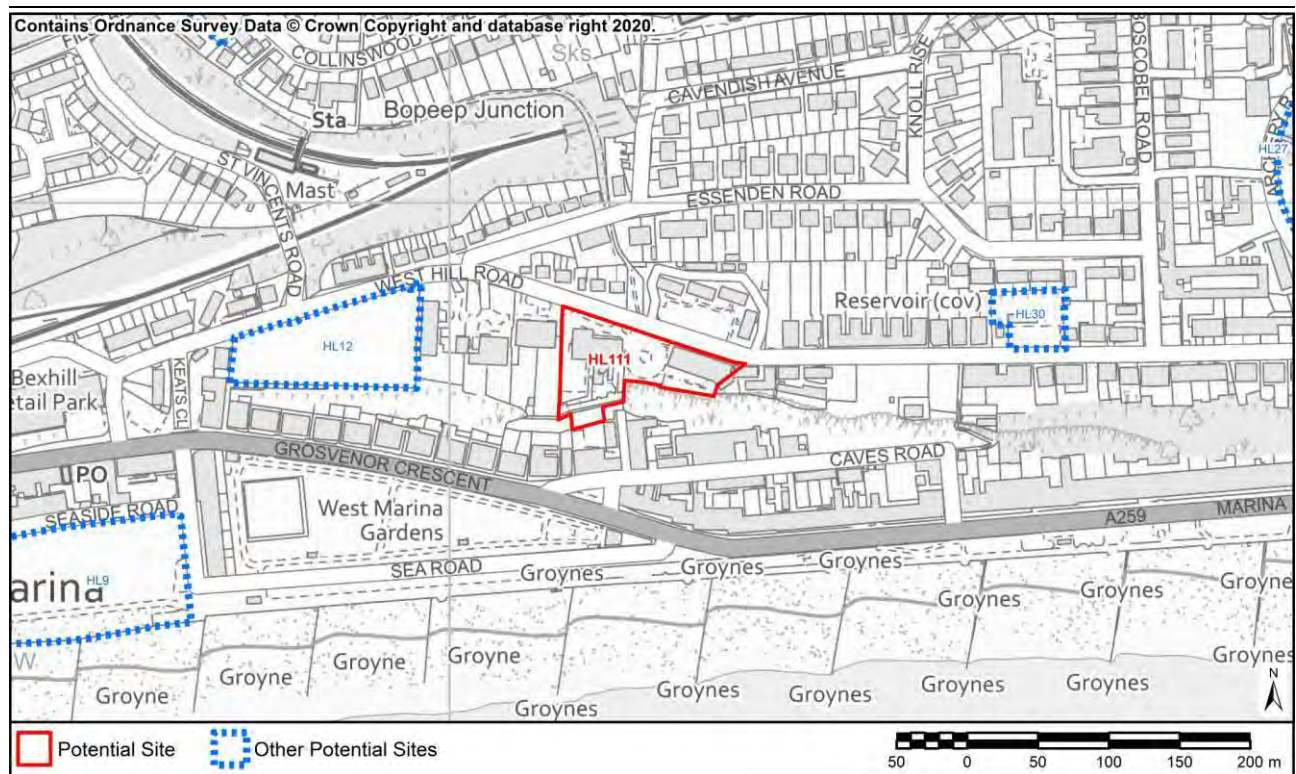 Contains Ordnance Survey Data © Crown Copyright and database right 2020.
COLLINSWOOD
Sks
CAVENDISH AVENUE
KNOLL RISE
BOSCOBEL ROAD
Bopeep Junction
Sta
HL27
ST VINCENTS ROAD
Mast
ESSENDEN ROAD
WEST HILL ROAD
Reservoir (cov)
HL30
HL12
HL111
KEATS CL
Bexhill
etail Park
GROSVENOR CRESCENT
CAVES ROAD
PO
West Marina
Gardens
SEASIDE ROAD
A259
MARINA
SEA ROAD
Groynes
Groynes
Groynes
arina
HL9
Groynes
Groynes
Groynes
W
Groyne
Groyne
Groyne
Groynes
Groyne
Groynes
Groynes
Groynes
Groynes
Groynes
N
Potential Site
Other Potential Sites
50 0 50 100 150 200 m